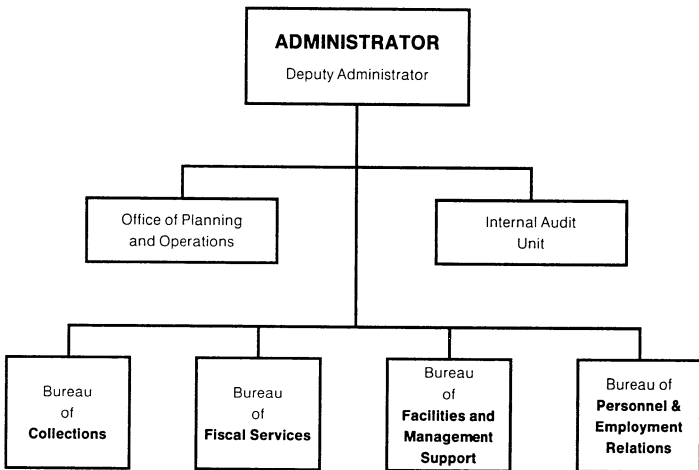 ADMINISTRATOR
Deputy Administrator
Office of Planning
and Operations
Internal Audit
Unit
Bureau
of
Collections
Bureau
of
Fiscal Services
Bureau
of
Facilities and
Management
Support
Bureau of
Personnel &
Employment
Relations